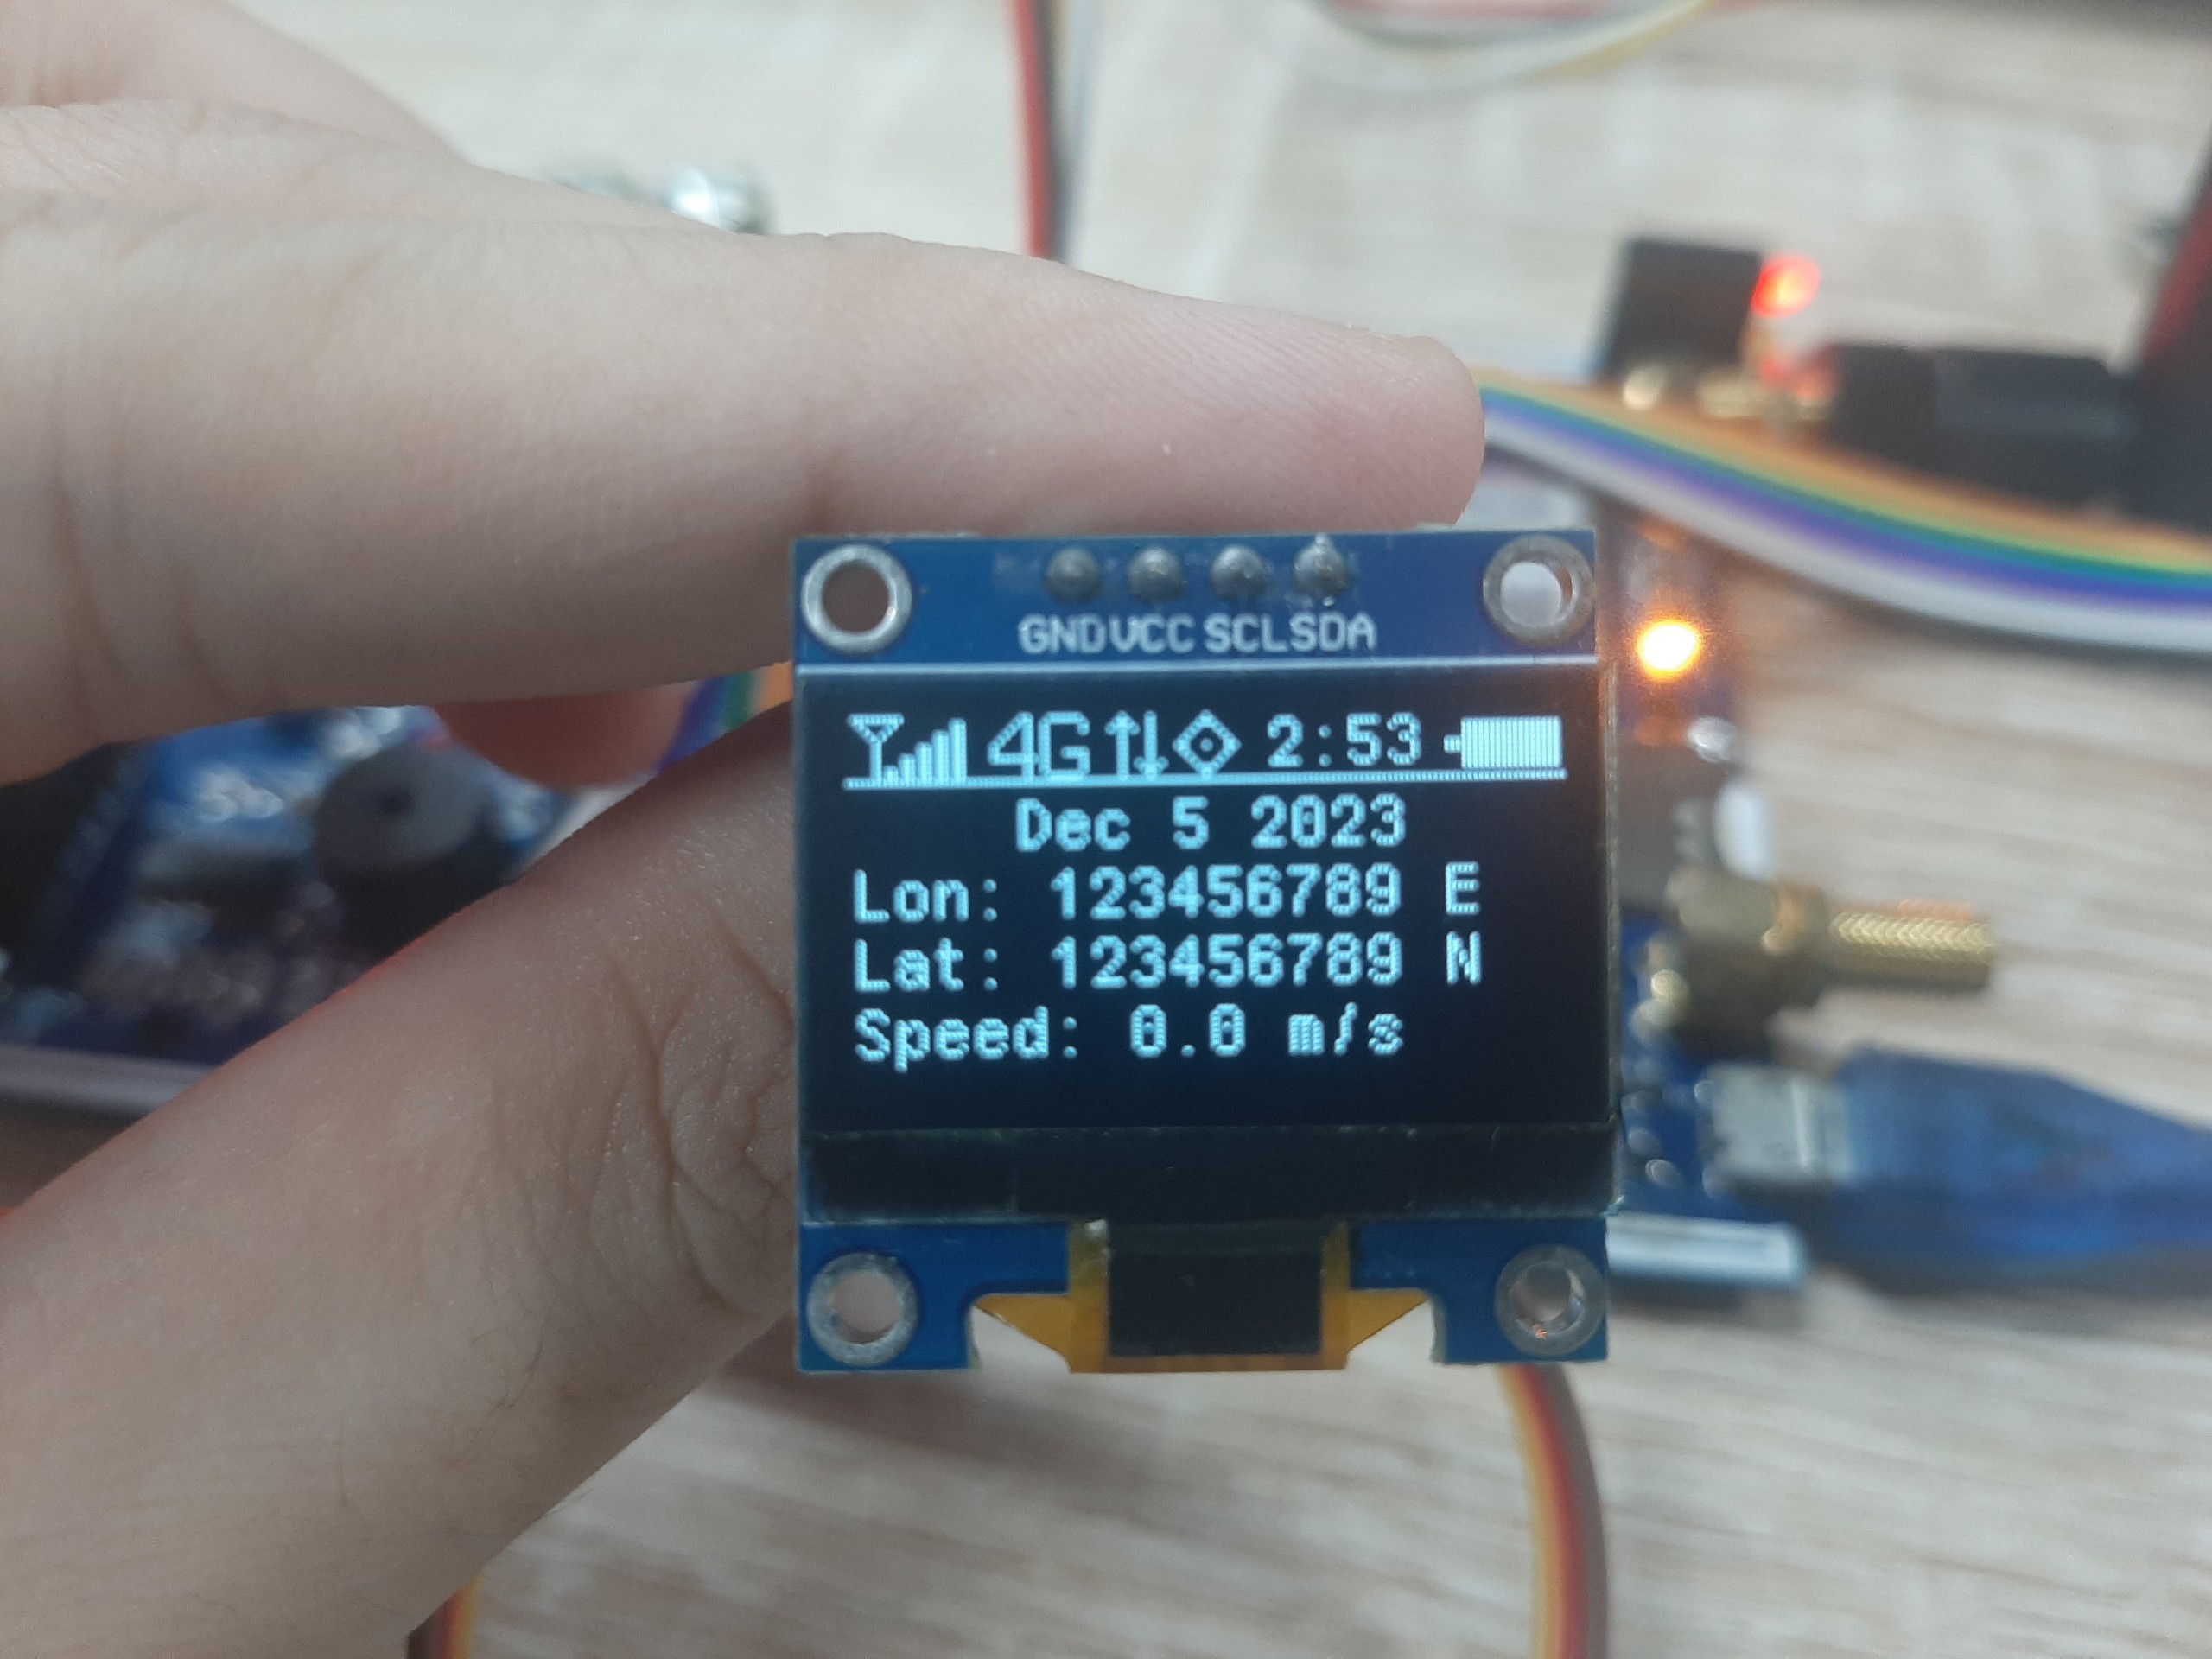 GND VCC SCL SDA
4G 2:53
Dec 5 2023
Lon: 123456789 E
Lat: 123456789 N
Speed: 0.0 m/s